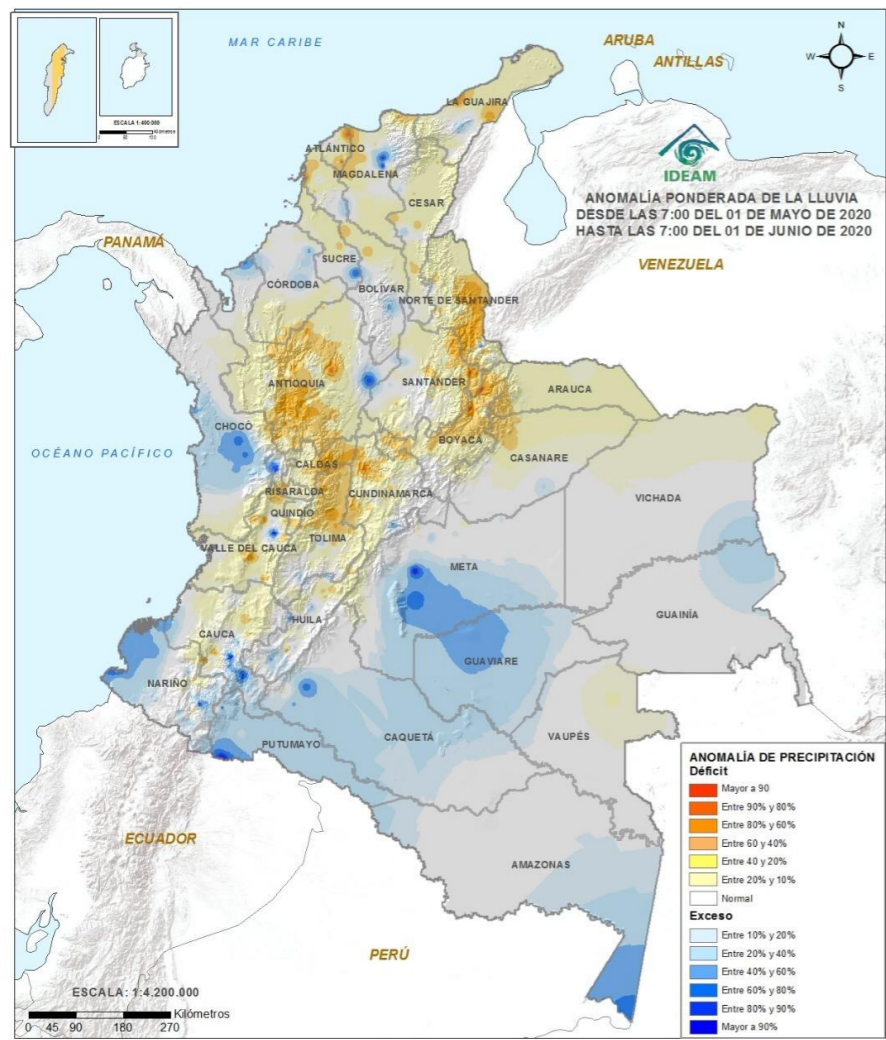 MAR CARIBE
ARUBA
ANTILLAS
N
W
E
S
ESCALA 1:400.000
LA GUAJIRA
ATLÁNTICO
MAGDALENA
CESAR
IDEAM
ANOMALÍA PONDERADA DE LA LLUVIA
DESDE LAS 7:00 DEL 01 DE MAYO DE 2020
HASTA LAS 7:00 DEL 01 DE JUNIO DE 2020
PANAMÁ
VENEZUELA
SUCRE
CÓRDOBA
BOLÍVAR
NORTE DE SANTANDER
ANTIOQUIA
SANTANDER
ARAUCA
CHOCÓ
BOYACÁ
OCÉANO PACÍFICO
CASANARE
CALDAS
RISARALDA
CUNDINAMARCA
VICHADA
QUINDÍO
TOLIMA
VALLE DEL CAUCA
META
GUAINÍA
HUILA
CAUCA
GUAVIARE
NARIÑO
PUTUMAYO
CAQUETÁ
VAUPÉS
ECUADOR
AMAZONAS
PERÚ
ANOMALÍA DE PRECIPITACIÓN
Déficit
Mayor a 90
Entre 90% y 80%
Entre 80% y 60%
Entre 60 y 40%
Entre 40 y 20%
Entre 20% y 10%
Normal
Exceso
Entre 10% y 20%
Entre 20% y 40%
Entre 40% y 60%
Entre 60% y 80%
Entre 80% y 90%
Mayor a 90%
ESCALA: 1:4.200.000
Kilómetros
0 45 90 180 270